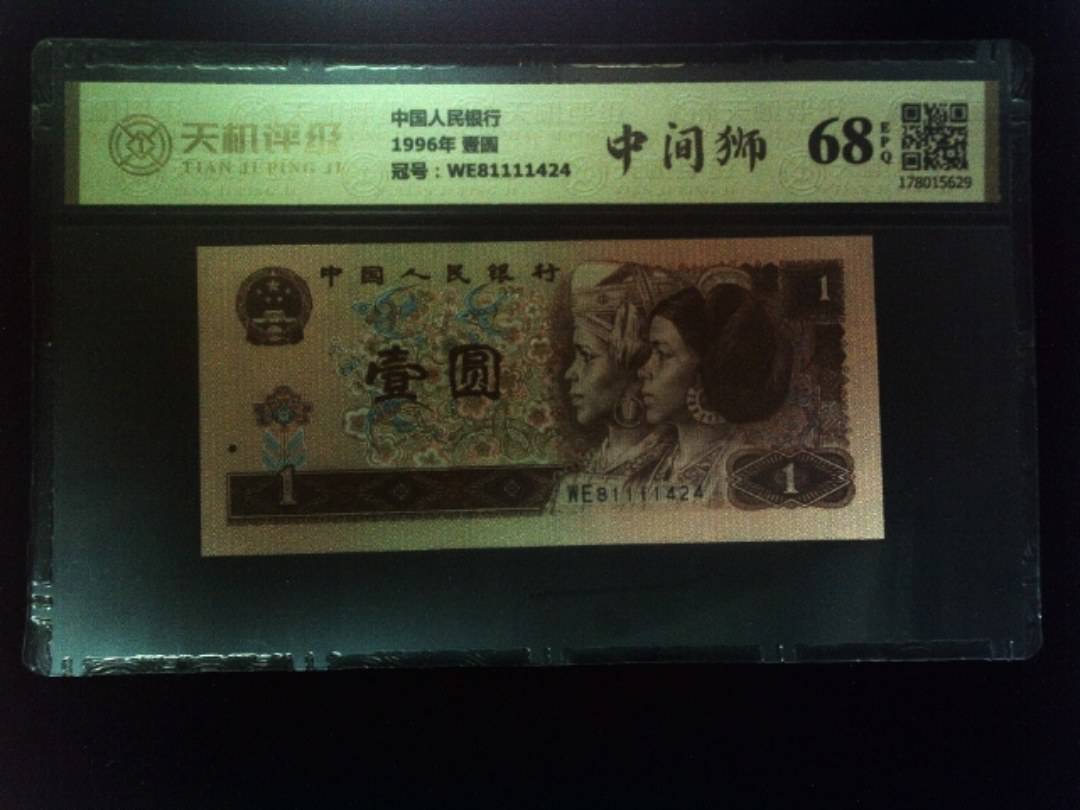 天机评级
TIAN JI PING JI
中国人民银行
1996年 壹圆
冠号：WE81111424
中间狮
68
EPQ
178015629
中国人民银行
壹圆
1
1
WE81111424
1